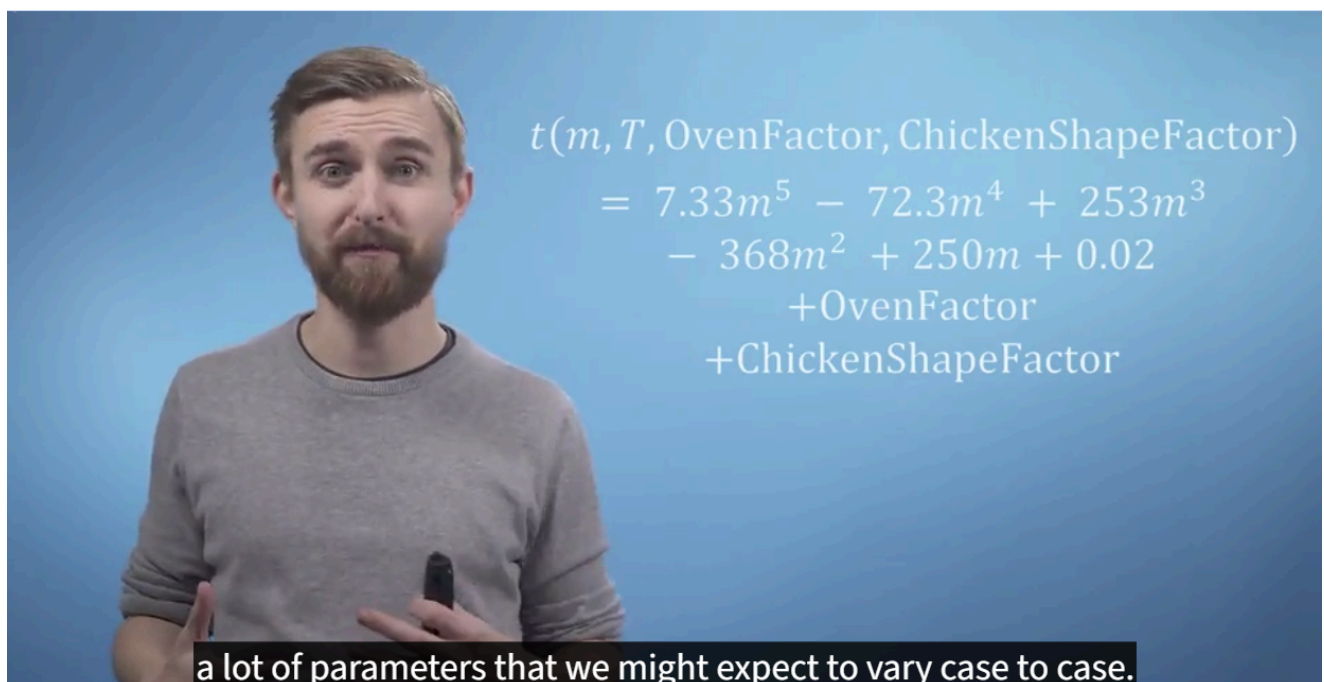 t(m, T, OvenFactor, ChickenShapeFactor)
= 7.33m⁵ − 72.3m⁴ + 253m³
− 368m² + 250m + 0.02
+OvenFactor
+ChickenShapeFactor
a lot of parameters that we might expect to vary case to case.